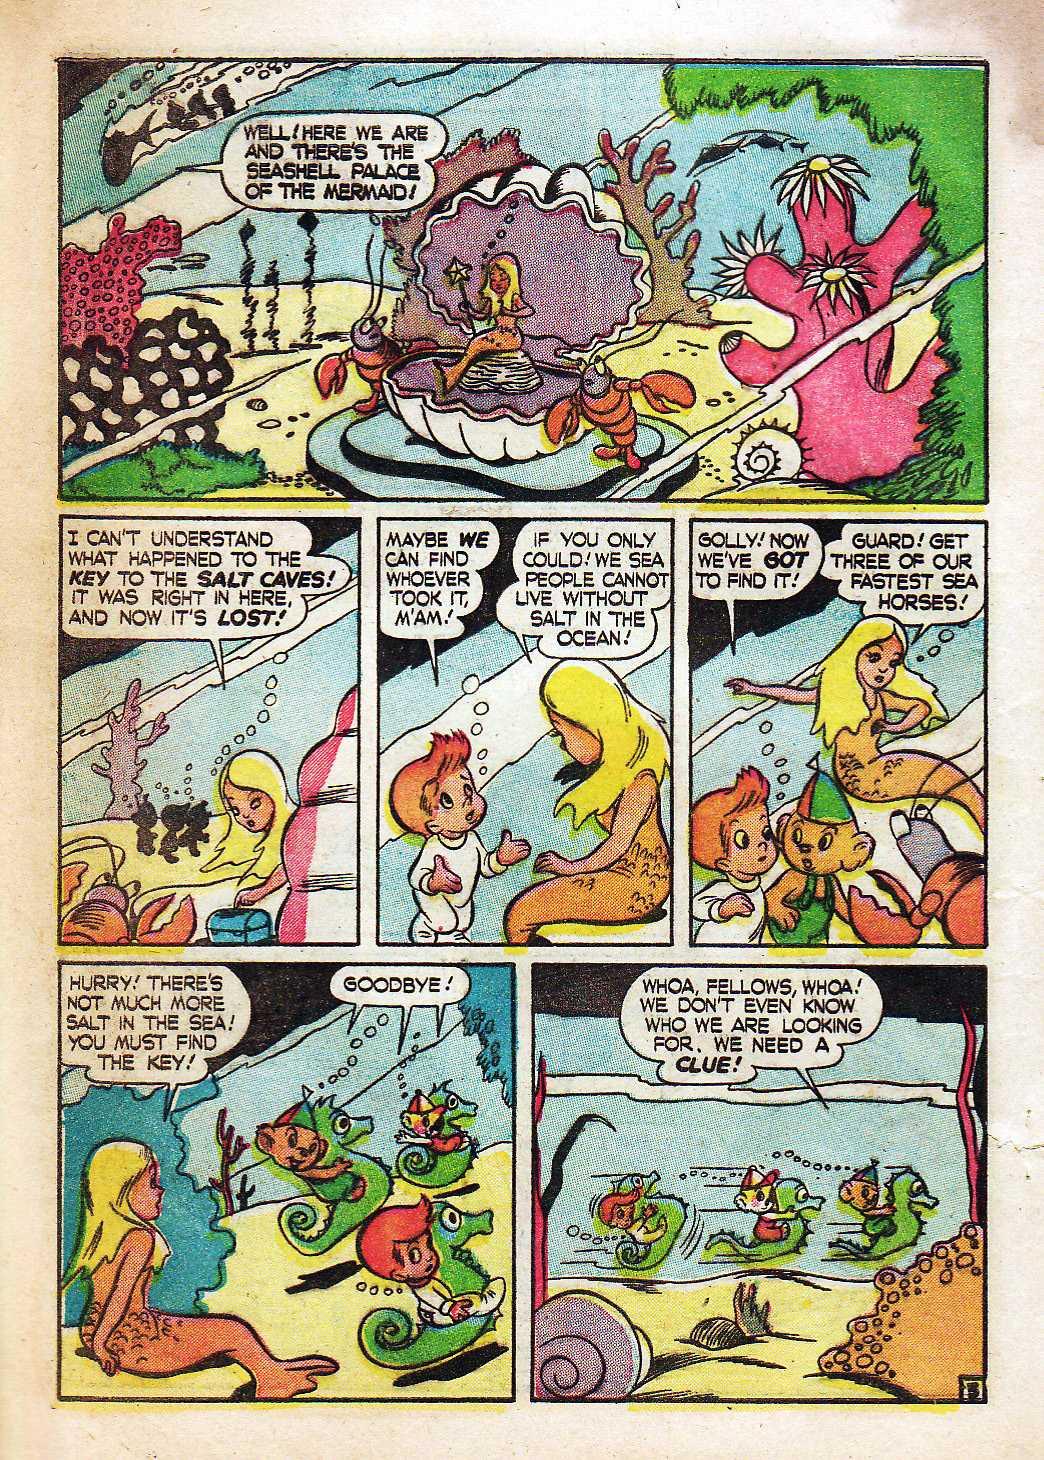 WELL! HERE WE ARE
AND THERE'S THE
SEASHELL PALACE
OF THE MERMAID!
I CAN'T UNDERSTAND
WHAT HAPPENED TO THE
KEY TO THE SALT CAVES!
IT WAS RIGHT IN HERE,
AND NOW IT'S LOST!
MAYBE WE
CAN FIND
WHOEVER
TOOK IT,
M'AM!
IF YOU ONLY
COULD! WE SEA
PEOPLE CANNOT
LIVE WITHOUT
SALT IN THE
OCEAN!
GOLLY! NOW
WE'VE GOT
TO FIND IT!
GUARD! GET
THREE OF OUR
FASTEST SEA
HORSES!
HURRY! THERE'S
NOT MUCH MORE
SALT IN THE SEA!
YOU MUST FIND
THE KEY!
GOODBYE!
WHOA, FELLOWS, WHOA!
WE DON'T EVEN KNOW
WHO WE ARE LOOKING
FOR. WE NEED A
CLUE!
3